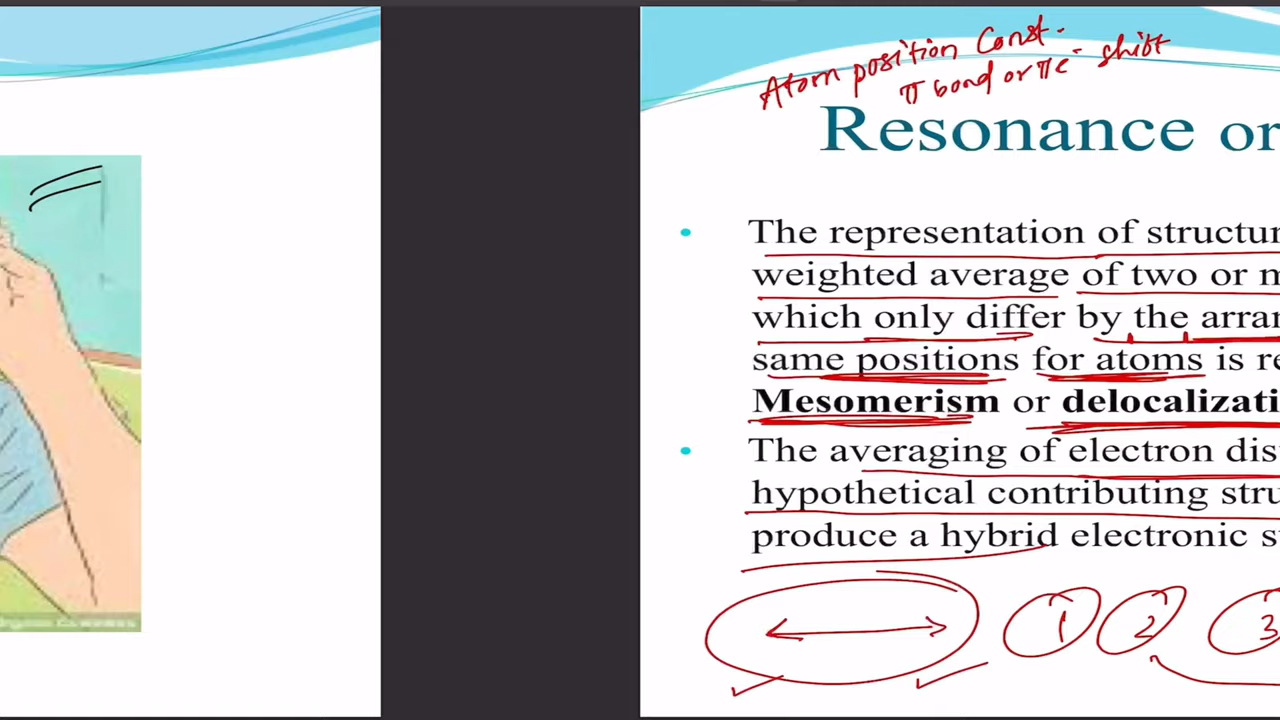 Atom position Const.
π bond or πe⁻ shift
Resonance or
• The representation of structur
weighted average of two or m
which only differ by the arran
same positions for atoms is re
Mesomerism or delocalizati
• The averaging of electron dis
hypothetical contributing stru
produce a hybrid electronic s
1 2 3